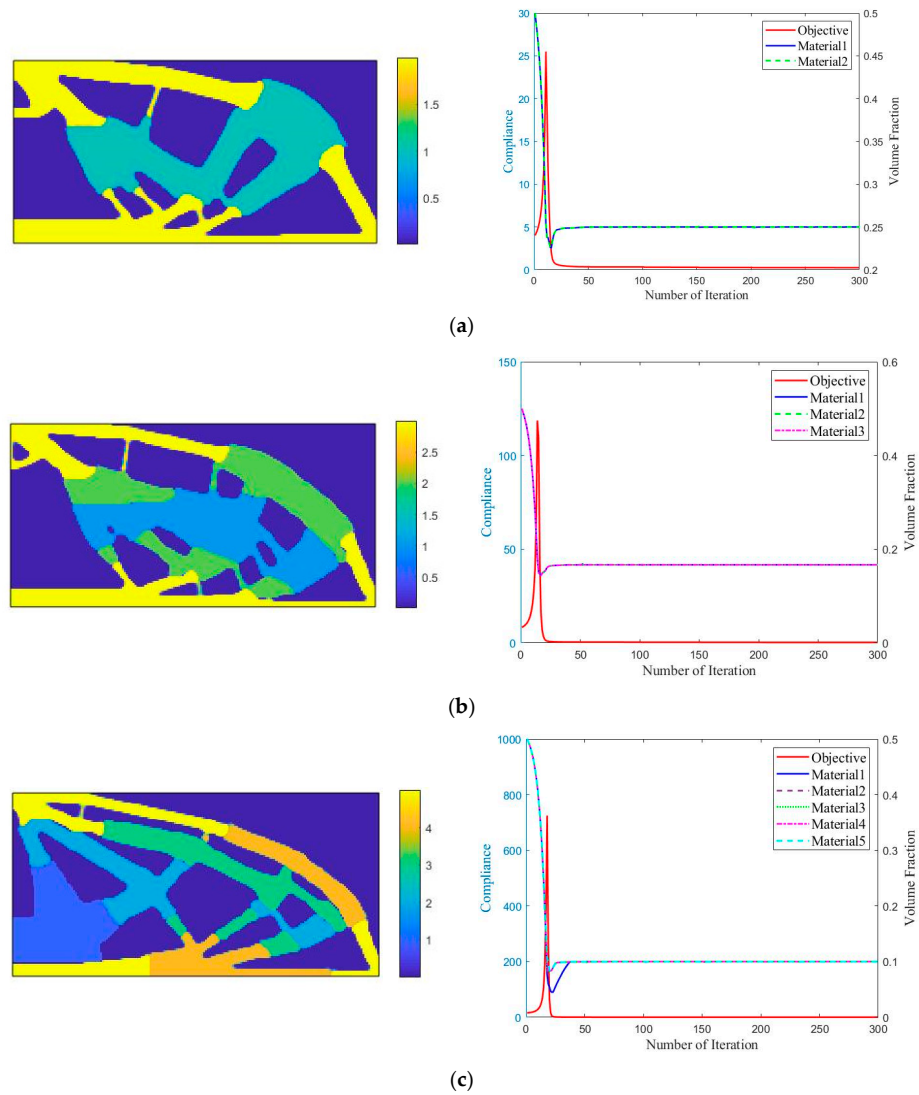 1.5
1
0.5
30
25
20
15
10
5
0
Compliance
0.5
0.45
0.4
0.35
0.3
0.25
0.2
Volume Fraction
Objective
Material1
Material2
0 50 100 150 200 250 300
Number of Iteration
(a)
2.5
2
1.5
1
0.5
150
100
50
0
Compliance
0.6
0.4
0.2
0
Volume Fraction
Objective
Material1
Material2
Material3
0 50 100 150 200 250 300
Number of Iteration
(b)
4
3
2
1
1000
800
600
400
200
0
Compliance
0.5
0.4
0.3
0.2
0.1
0
Volume Fraction
Objective
Material1
Material2
Material3
Material4
Material5
0 50 100 150 200 250 300
Number of Iteration
(c)